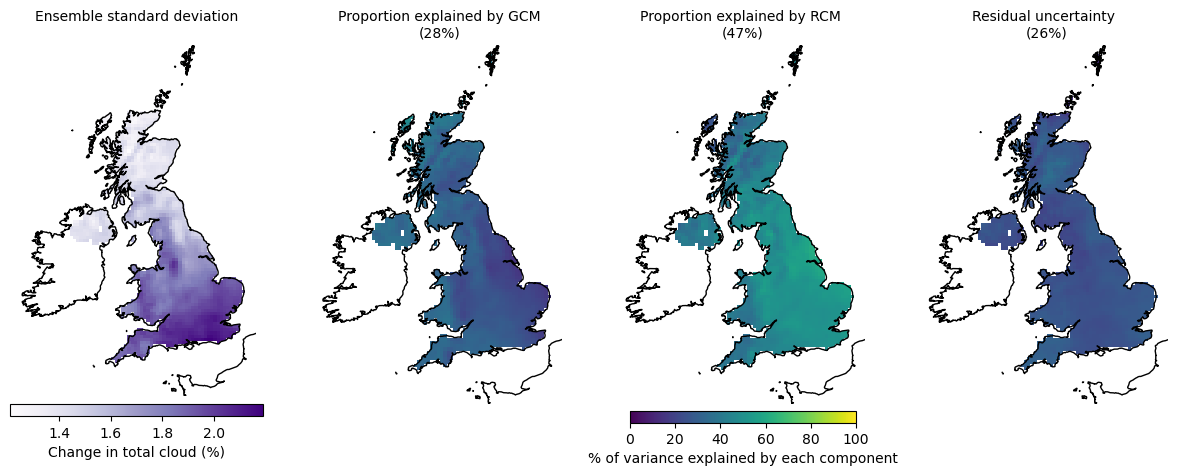 Ensemble standard deviation
Proportion explained by GCM
(28%)
Proportion explained by RCM
(47%)
Residual uncertainty
(26%)
1.4 1.6 1.8 2.0
Change in total cloud (%)
0 20 40 60 80 100
% of variance explained by each component